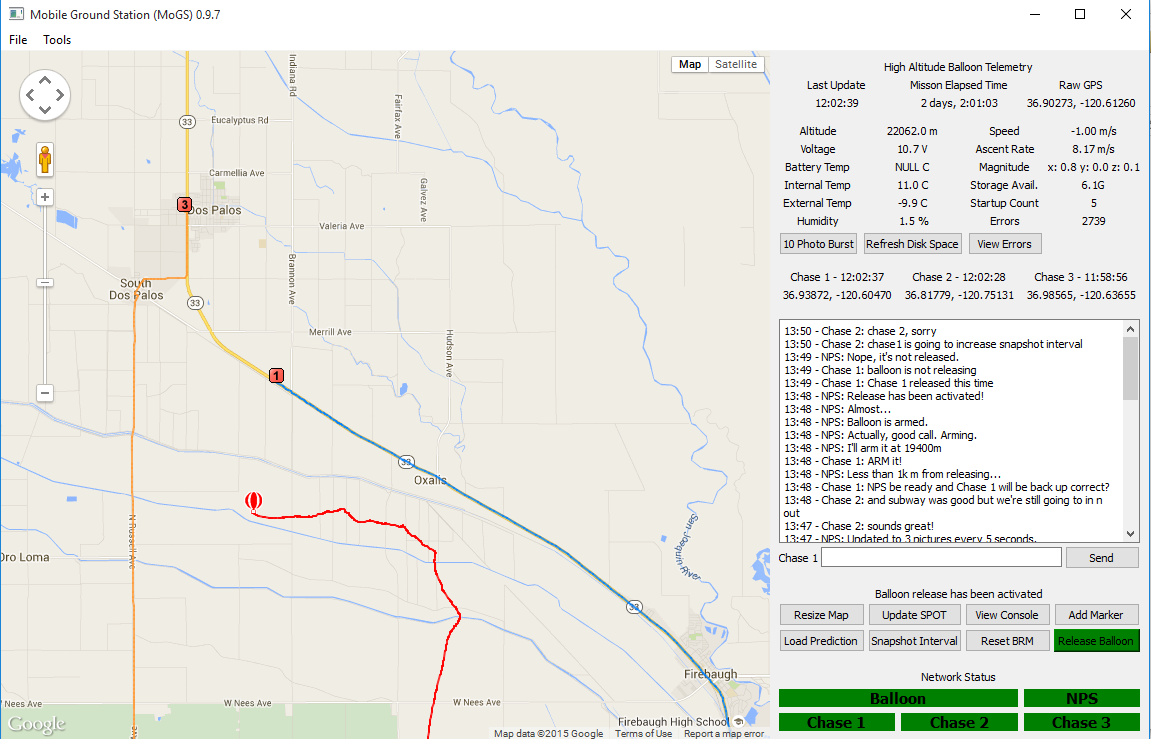 Mobile Ground Station (MoGS) 0.9.7
File Tools
Map Satellite
Indiana Rd
Fairfax Ave
33
Eucalyptus Rd
Carmellia Ave
Galvez Ave
3
Dos Palos
Valeria Ave
Brannon Ave
South
Dos Palos
33
Merrill Ave
Hudson Ave
1
33
Oxalis
N Russell Ave
Oro Loma
San Joaquin River
33
Firebaugh
W Nees Ave
W Nees Ave
W Nees Ave
Firebaugh High School
Google
Map data ©2015 Google Terms of Use Report a map error
High Altitude Balloon Telemetry
Last Update Misson Elapsed Time Raw GPS
12:02:39 2 days, 2:01:03 36.90273, -120.61260
Altitude 22062.0 m Speed -1.00 m/s
Voltage 10.7 V Ascent Rate 8.17 m/s
Battery Temp NULL C Magnitude x: 0.8 y: 0.0 z: 0.1
Internal Temp 11.0 C Storage Avail. 6.1G
External Temp -9.9 C Startup Count 5
Humidity 1.5 % Errors 2739
10 Photo Burst Refresh Disk Space View Errors
Chase 1 - 12:02:37 Chase 2 - 12:02:28 Chase 3 - 11:58:56
36.93872, -120.60470 36.81779, -120.75131 36.98565, -120.63655
13:50 - Chase 2: chase 2, sorry
13:50 - Chase 2: chase1 is going to increase snapshot interval
13:49 - NPS: Nope, it's not released.
13:49 - Chase 1: balloon is not releasing
13:49 - Chase 1: Chase 1 released this time
13:48 - NPS: Release has been activated!
13:48 - NPS: Almost...
13:48 - NPS: Balloon is armed.
13:48 - NPS: Actually, good call. Arming.
13:48 - NPS: I'll arm it at 19400m
13:48 - Chase 1: ARM it!
13:48 - NPS: Less than 1k m from releasing...
13:48 - Chase 1: NPS be ready and Chase 1 will be back up correct?
13:48 - Chase 2: and subway was good but we're still going to in n
out
13:47 - Chase 2: sounds great!
13:47 - NPS: Updated to 3 pictures every 5 seconds.
Chase 1 Send
Balloon release has been activated
Resize Map Update SPOT View Console Add Marker
Load Prediction Snapshot Interval Reset BRM Release Balloon
Network Status
Balloon NPS
Chase 1 Chase 2 Chase 3